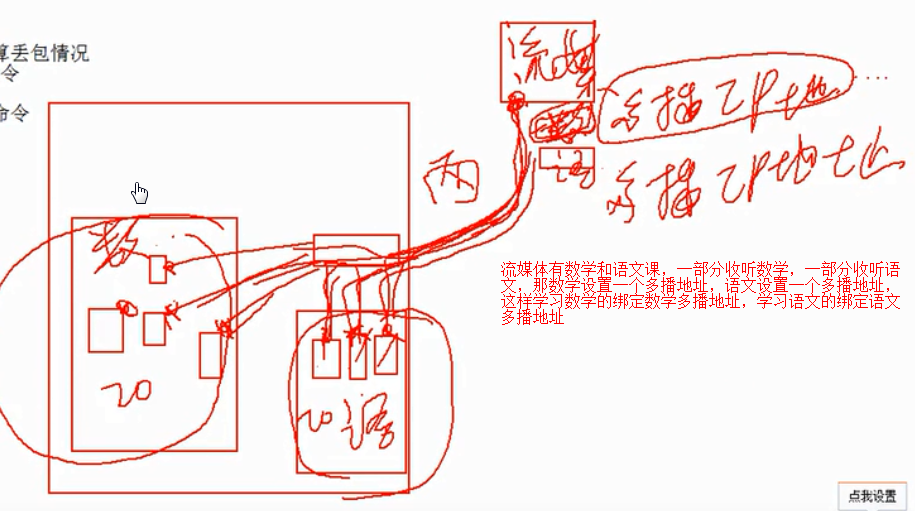 算丢包情况
令
命令
流媒
数学
多播IP地
语
两
多播IP地址
数
流媒体有数学和语文课，一部分收听数学，一部分收听语
文，那数学设置一个多播地址，语文设置一个多播地址，
这样学习数学的绑定数学多播地址，学习语文的绑定语文
多播地址
20
20 语
点我设置